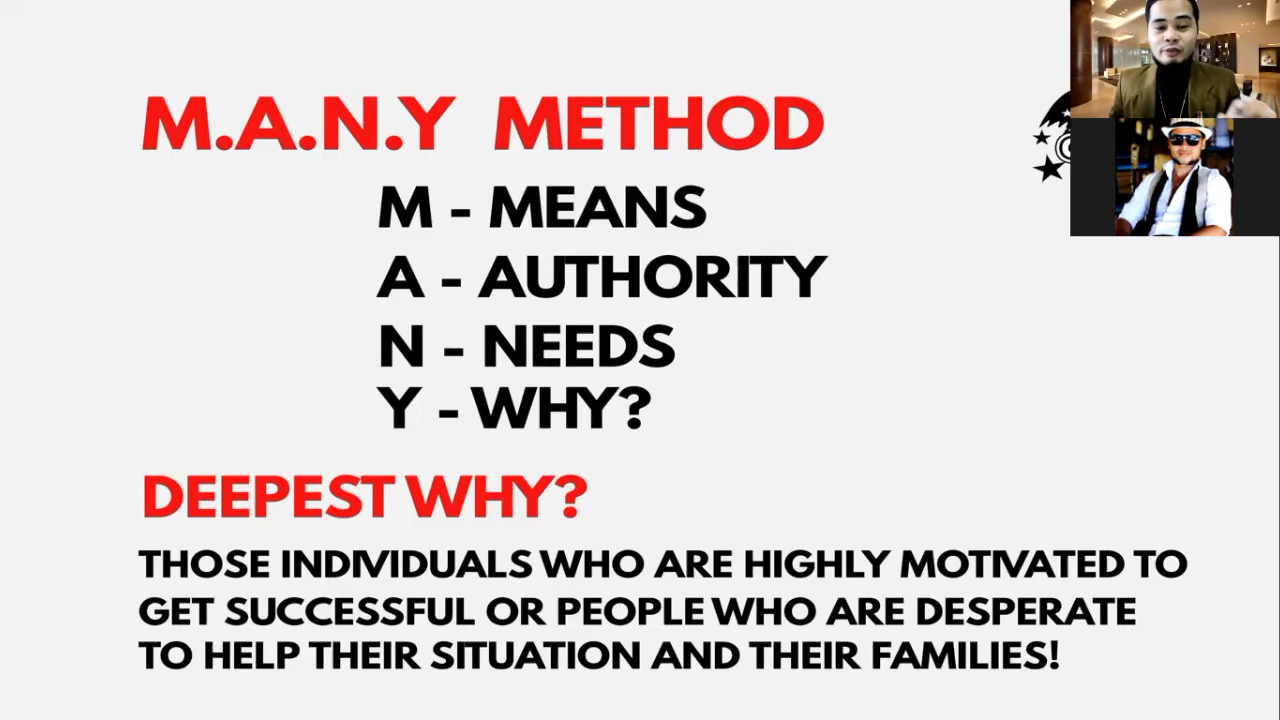 M.A.N.Y METHOD
M - MEANS
A - AUTHORITY
N - NEEDS
Y - WHY?
DEEPEST WHY?
THOSE INDIVIDUALS WHO ARE HIGHLY MOTIVATED TO
GET SUCCESSFUL OR PEOPLE WHO ARE DESPERATE
TO HELP THEIR SITUATION AND THEIR FAMILIES!